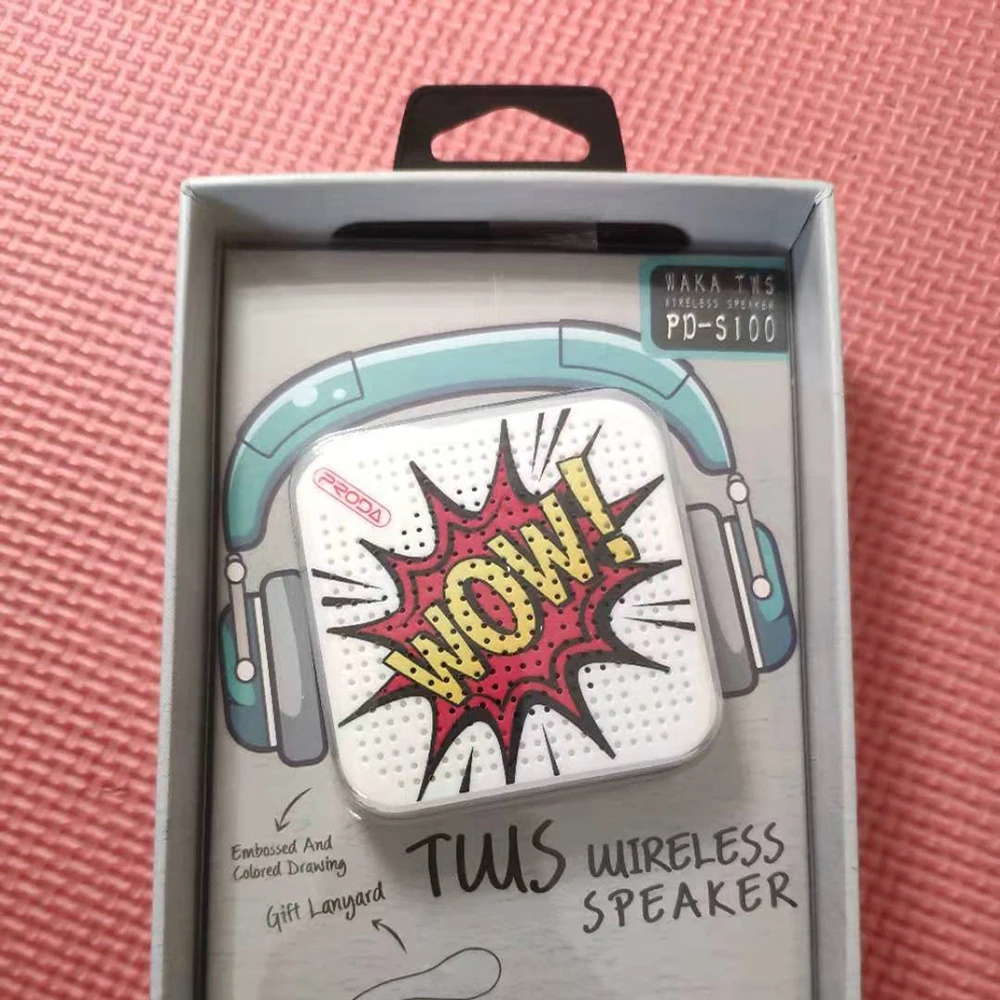 WAKA TWS
WIRELESS SPEAKER
PD-S100
PRODA
WOW!
Embossed And
Colored Drawing
Gift Lanyard
TWS WIRELESS
SPEAKER